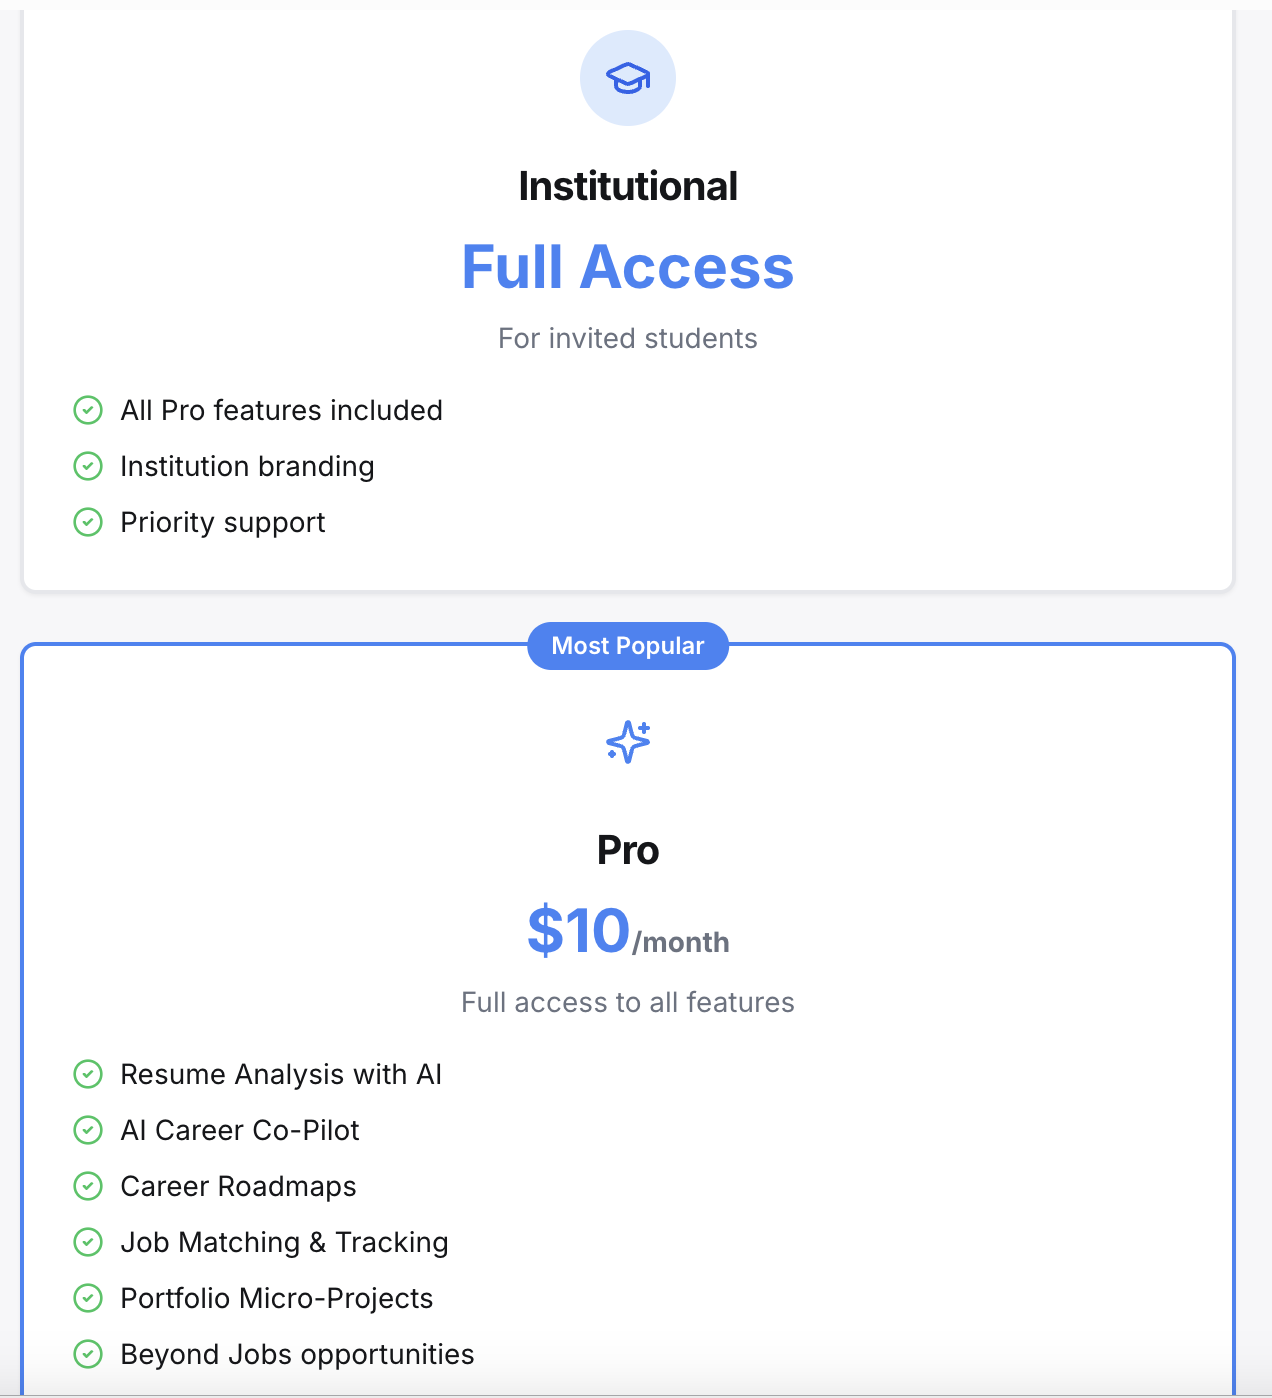 Institutional
Full Access
For invited students
All Pro features included
Institution branding
Priority support
Most Popular
Pro
$10/month
Full access to all features
Resume Analysis with AI
AI Career Co-Pilot
Career Roadmaps
Job Matching & Tracking
Portfolio Micro-Projects
Beyond Jobs opportunities